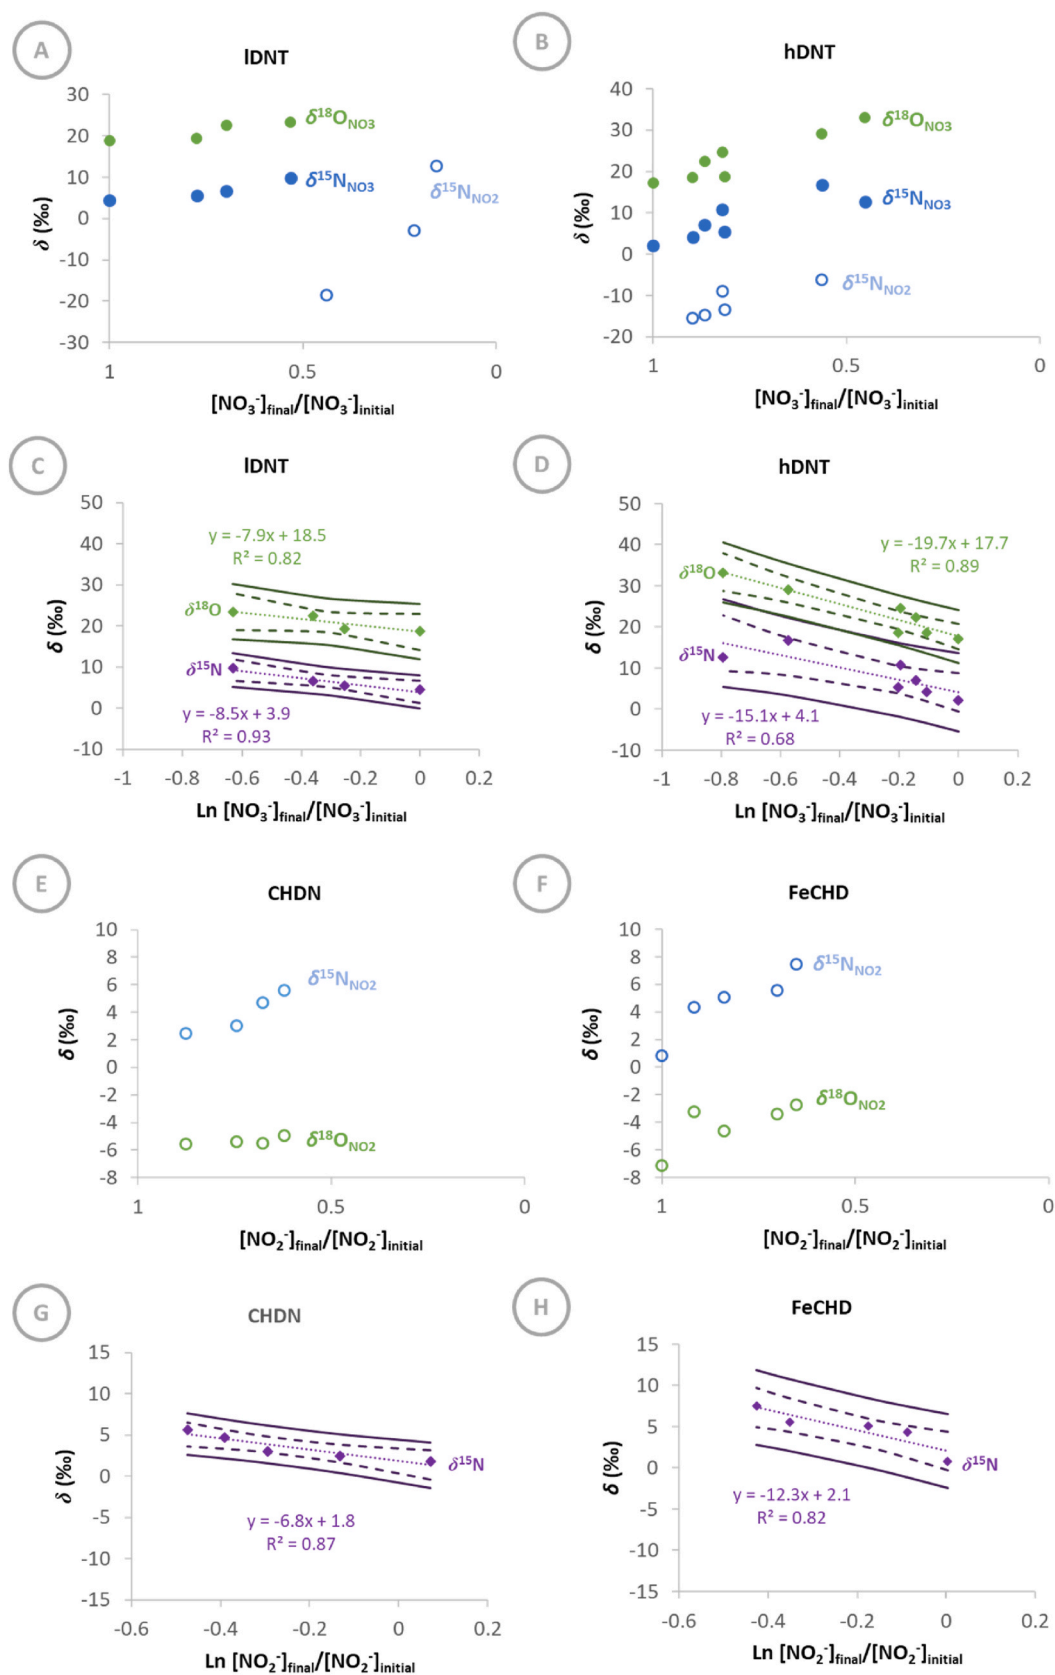 A
lDNT
30
20
10
0
-10
-20
-30
δ (‰)
δ18ONO3
δ15NNO3
δ15NNO2
1
0.5
0
[NO3-]final/[NO3-]initial
B
hDNT
40
30
20
10
0
-10
-20
δ (‰)
δ18ONO3
δ15NNO3
δ15NNO2
1
0.5
0
[NO3-]final/[NO3-]initial
C
lDNT
50
40
30
20
10
0
-10
δ (‰)
y = -7.9x + 18.5
R² = 0.82
δ18O
δ15N
y = -8.5x + 3.9
R² = 0.93
-1
-0.8
-0.6
-0.4
-0.2
0
0.2
Ln [NO3-]final/[NO3-]initial
D
hDNT
50
40
30
20
10
0
-10
δ (‰)
y = -19.7x + 17.7
R² = 0.89
δ18O
δ15N
y = -15.1x + 4.1
R² = 0.68
-1
-0.8
-0.6
-0.4
-0.2
0
0.2
Ln [NO3-]final/[NO3-]initial
E
CHDN
10
8
6
4
2
0
-2
-4
-6
-8
δ (‰)
δ15NNO2
δ18ONO2
1
0.5
0
[NO2-]final/[NO2-]initial
F
FeCHD
10
8
6
4
2
0
-2
-4
-6
-8
δ (‰)
δ15NNO2
δ18ONO2
1
0.5
0
[NO2-]final/[NO2-]initial
G
CHDN
15
10
5
0
-5
-10
-15
δ (‰)
δ15N
y = -6.8x + 1.8
R² = 0.87
-0.6
-0.4
-0.2
0
0.2
Ln [NO2-]final/[NO2-]initial
H
FeCHD
15
10
5
0
-5
-10
-15
δ (‰)
δ15N
y = -12.3x + 2.1
R² = 0.82
-0.6
-0.4
-0.2
0
0.2
Ln [NO2-]final/[NO2-]initial